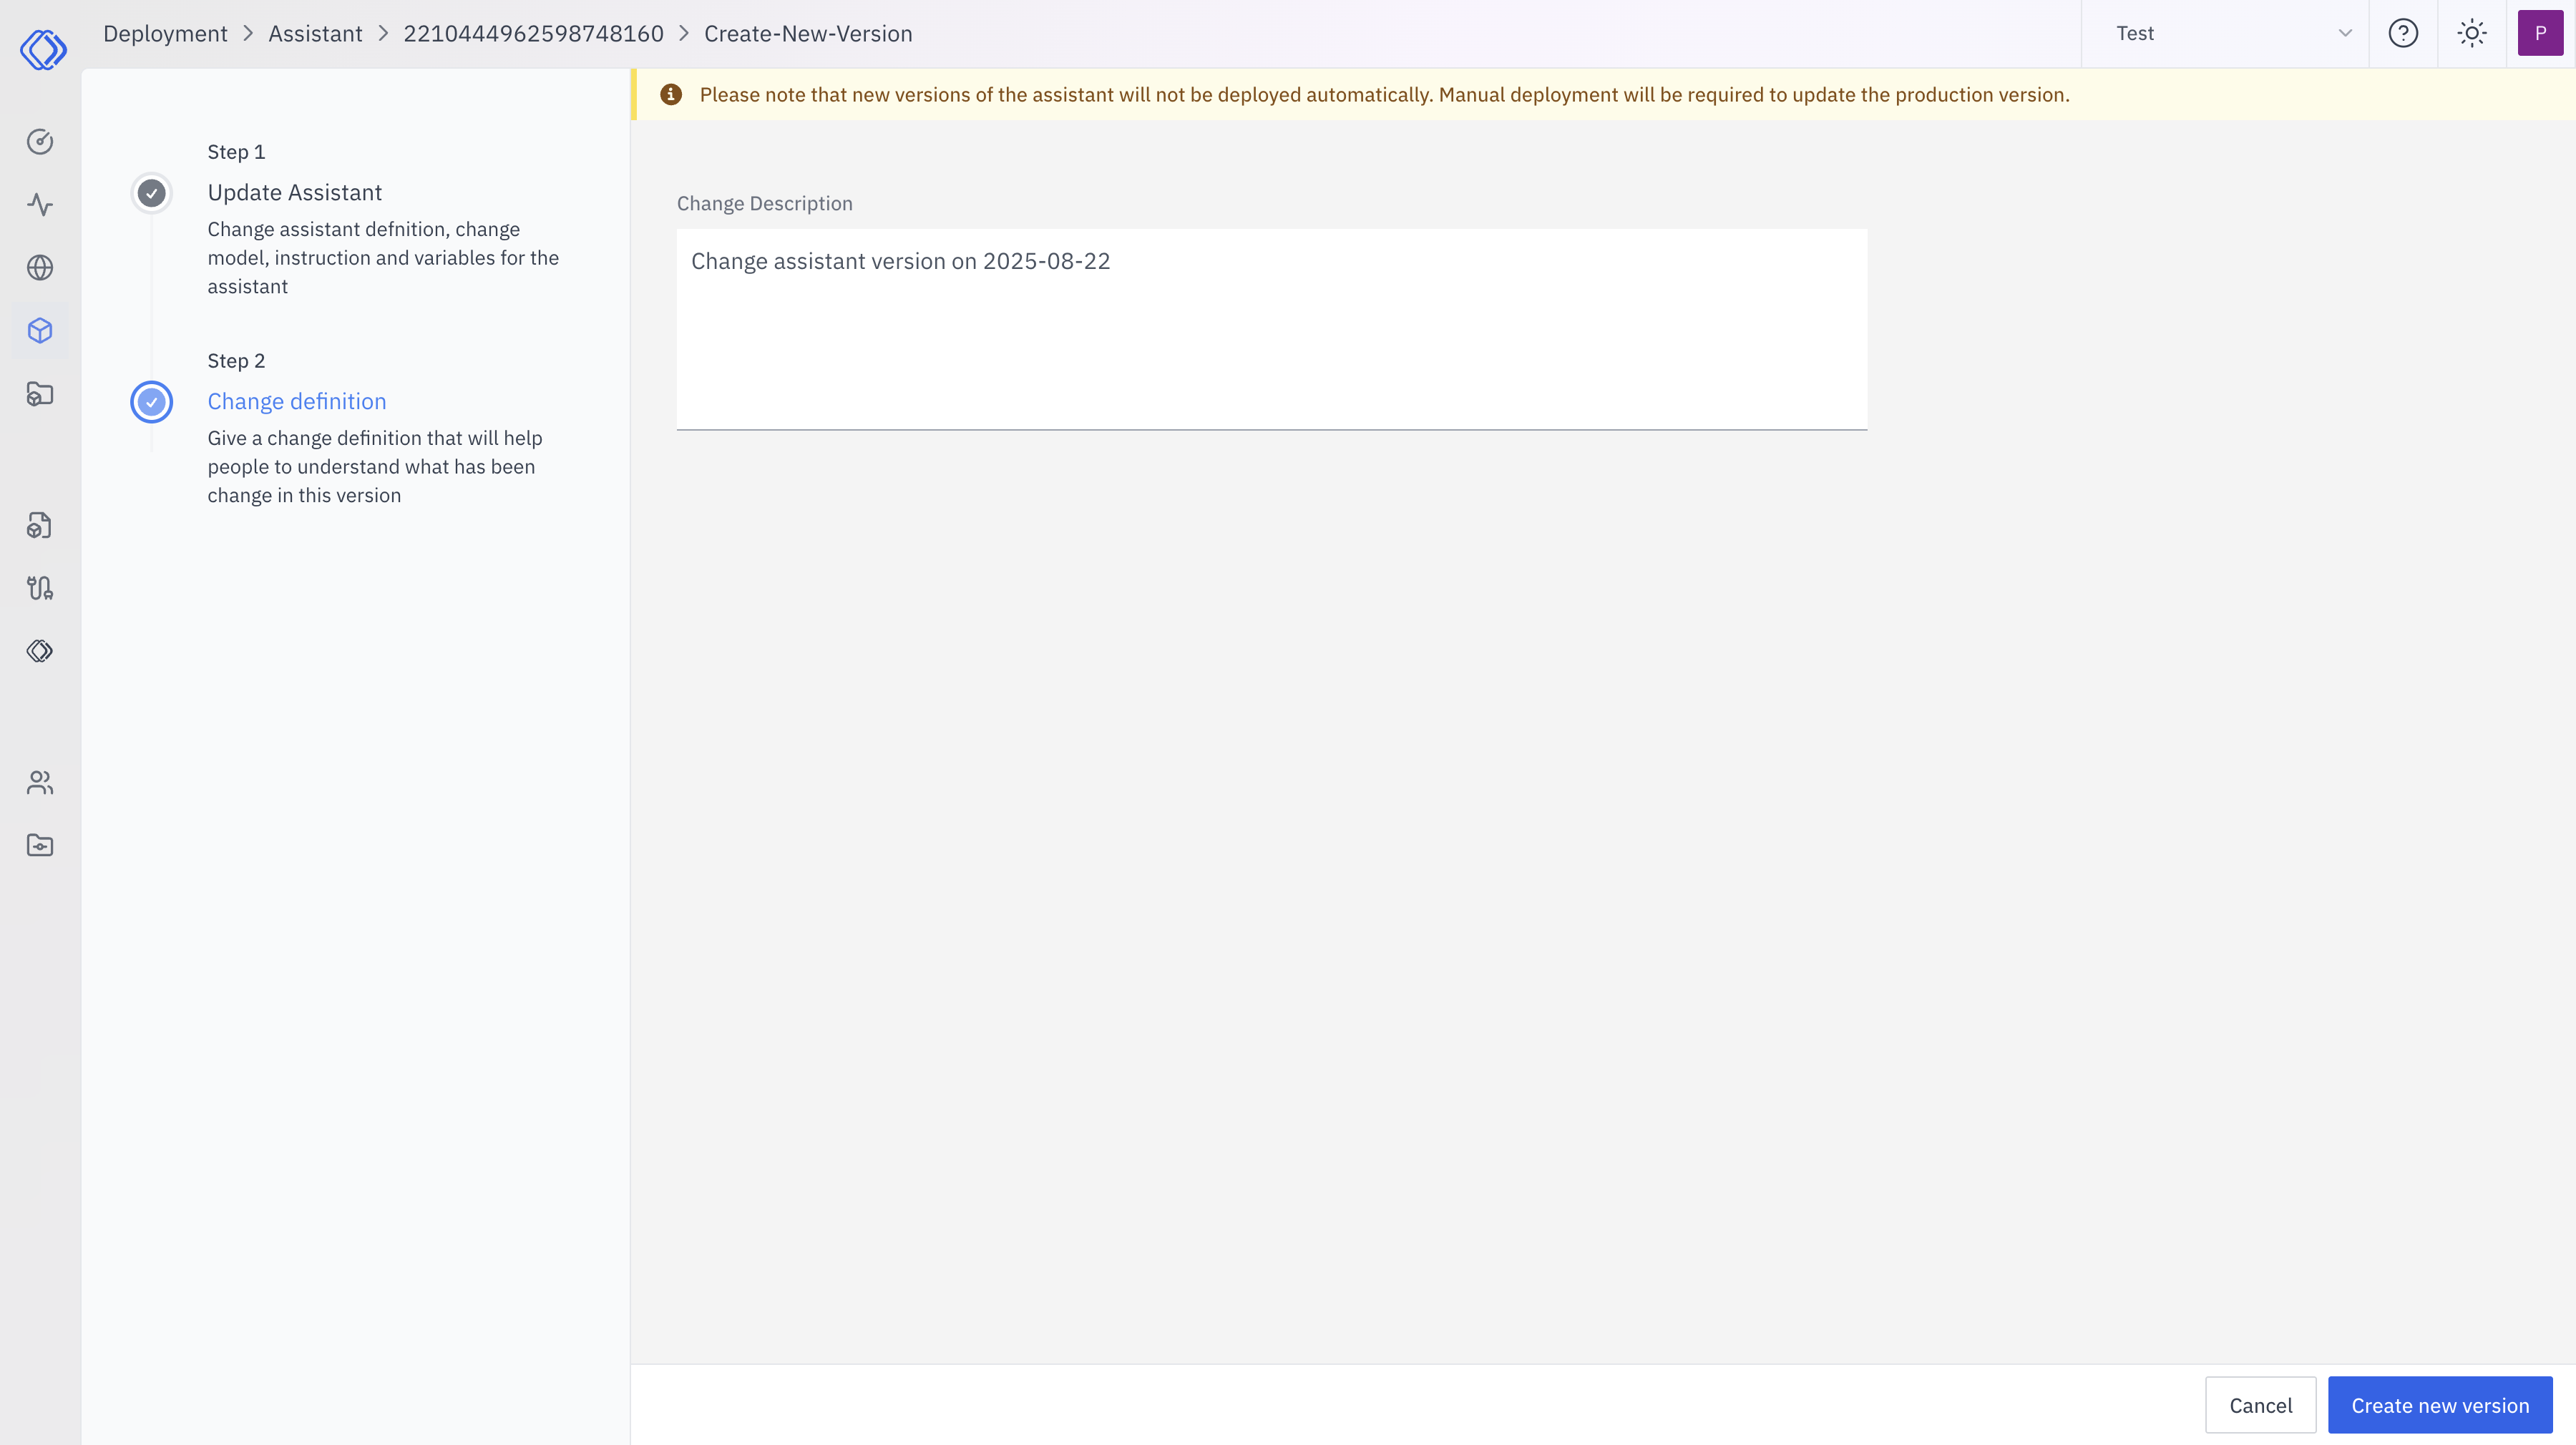 Deployment > Assistant > 2210444962598748160 > Create-New-Version
Test
P
Step 1
Update Assistant
Change assistant defnition, change
model, instruction and variables for the
assistant
Step 2
Change definition
Give a change definition that will help
people to understand what has been
change in this version
Please note that new versions of the assistant will not be deployed automatically. Manual deployment will be required to update the production version.
Change Description
Change assistant version on 2025-08-22
Cancel
Create new version